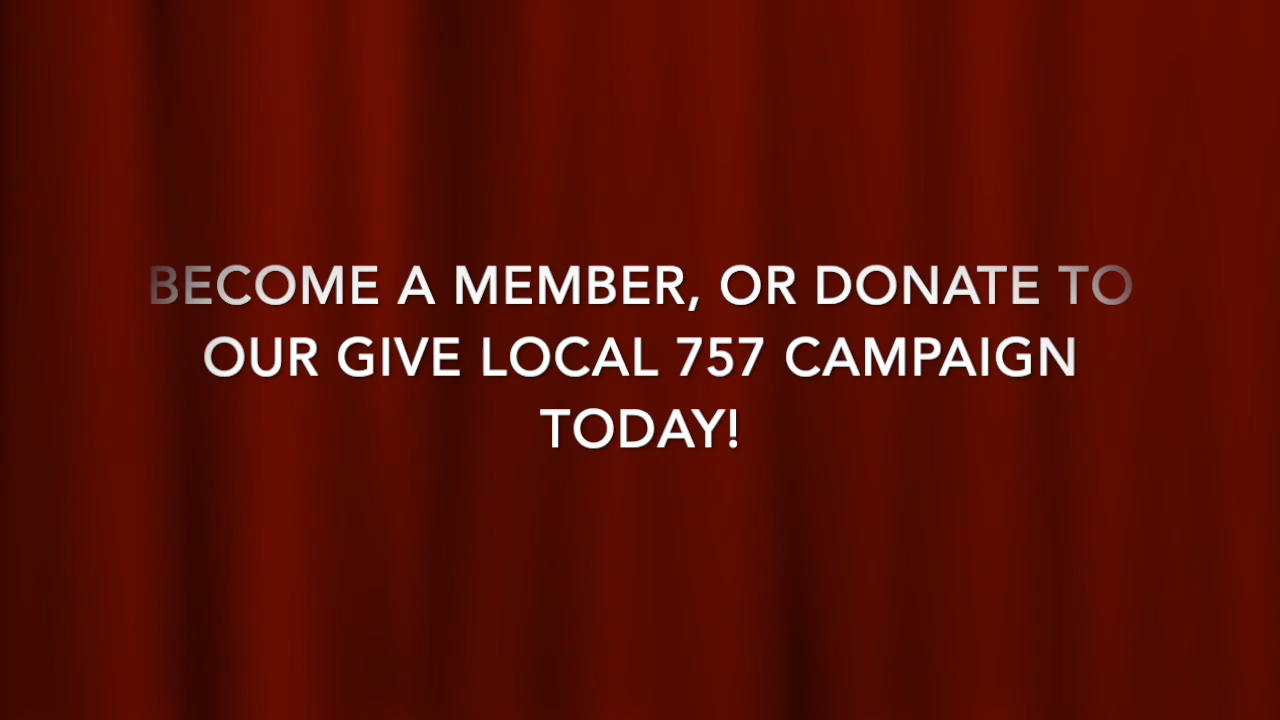 BECOME A MEMBER, OR DONATE TO
OUR GIVE LOCAL 757 CAMPAIGN
TODAY!